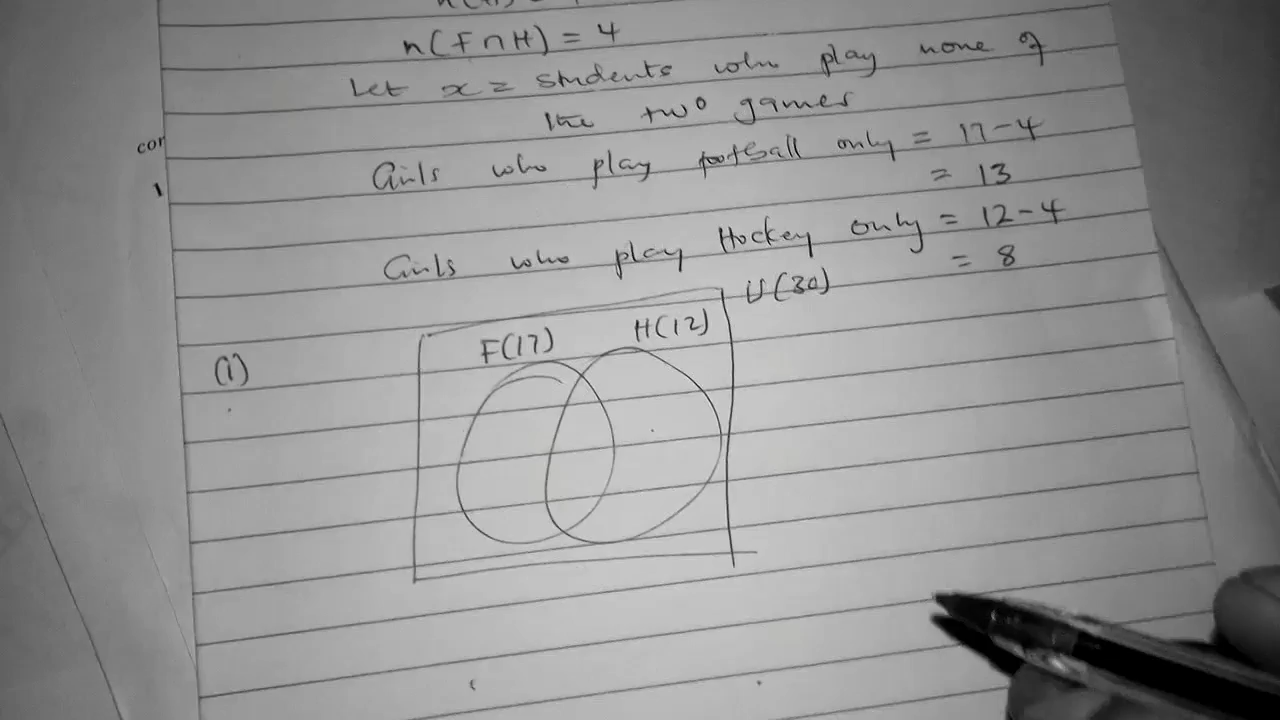 n(F∩H) = 4
Let x = students who play none of
the two games
cor
Girls who play football only = 17-4
= 13
Girls who play Hockey only = 12-4
= 8
U(30)
(i)
F(17) H(12)